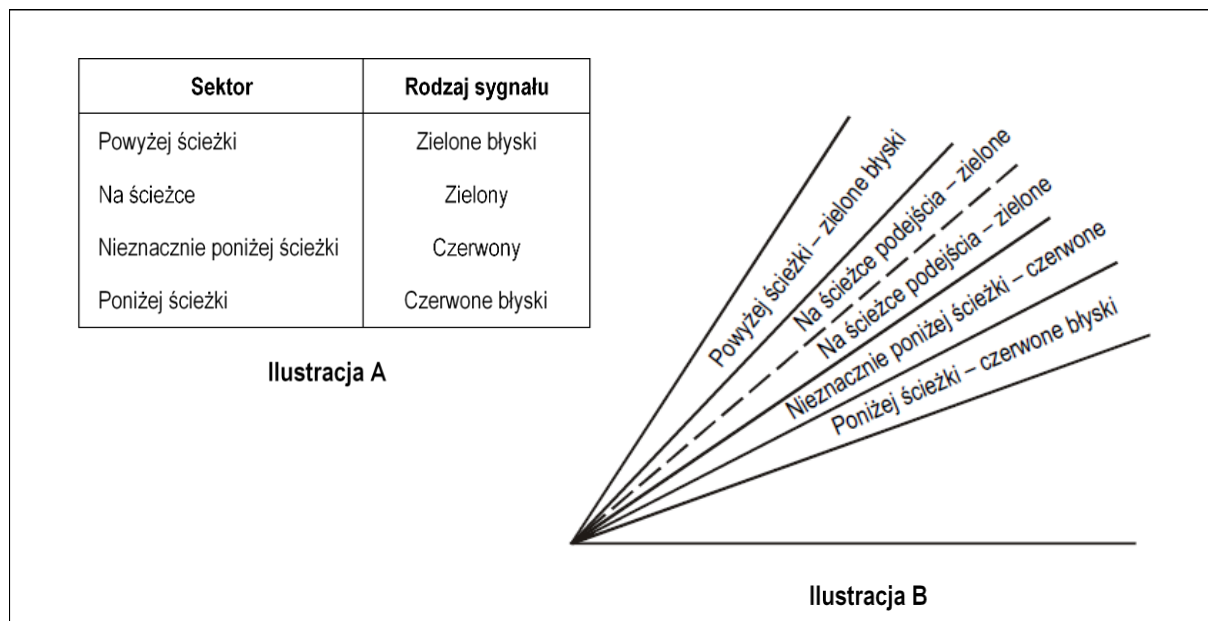 Sektor Rodzaj sygnału
Powyżej ścieżki Zielone błyski
Na ścieżce Zielony
Nieznacznie poniżej ścieżki Czerwony
Poniżej ścieżki Czerwone błyski
Ilustracja A
Powyżej ścieżki – zielone błyski
Na ścieżce podejścia – zielone
Na ścieżce podejścia – zielone
Nieznacznie poniżej ścieżki – czerwone
Poniżej ścieżki – czerwone błyski
Ilustracja B